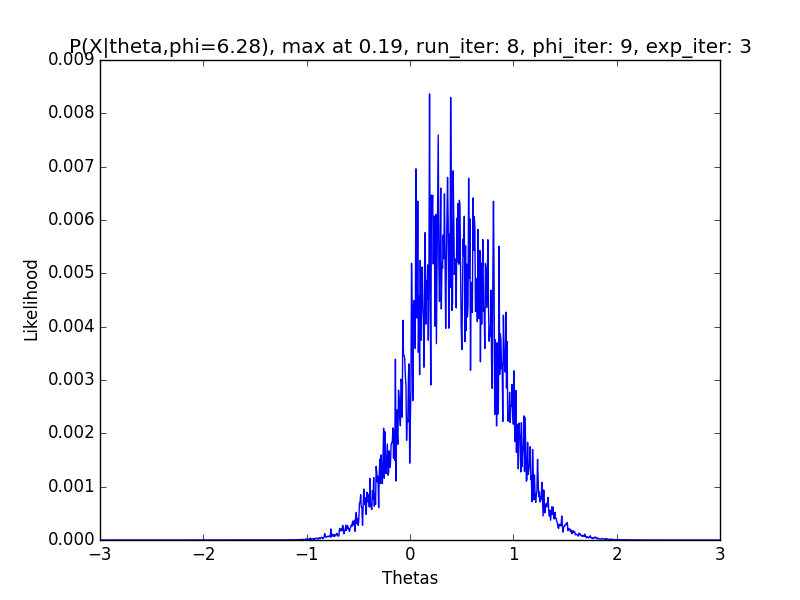 P(X|theta,phi=6.28), max at 0.19, run_iter: 8, phi_iter: 9, exp_iter: 3
0.009
0.008
0.007
0.006
0.005
0.004
0.003
0.002
0.001
0.000
Likelihood
−3 −2 −1 0 1 2 3
Thetas